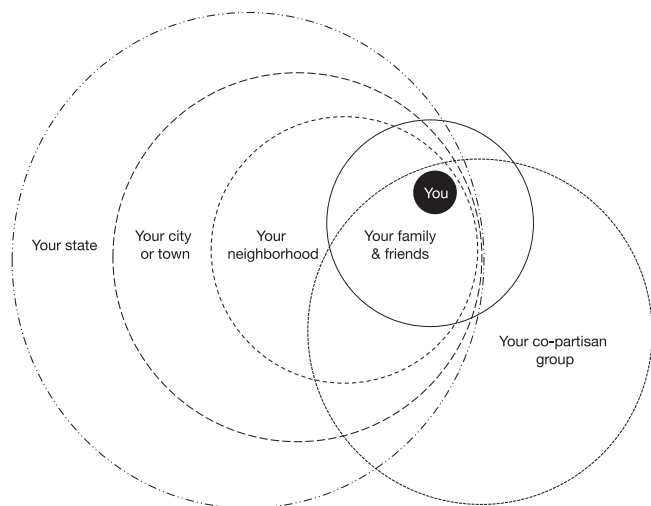 You
Your state
Your city
or town
Your
neighborhood
Your family
& friends
Your co-partisan
group